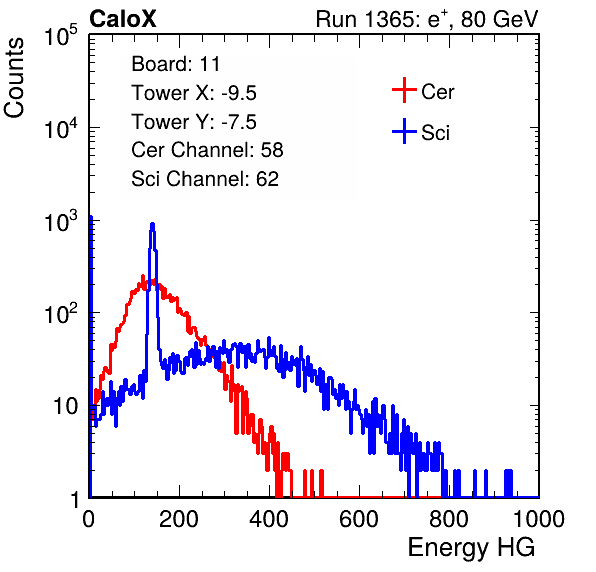 CaloX Run 1365: e⁺, 80 GeV
Counts
Board: 11
Tower X: -9.5
Tower Y: -7.5
Cer Channel: 58
Sci Channel: 62
Cer
Sci
10⁵
10⁴
10³
10²
10
1
0 200 400 600 800 1000
Energy HG